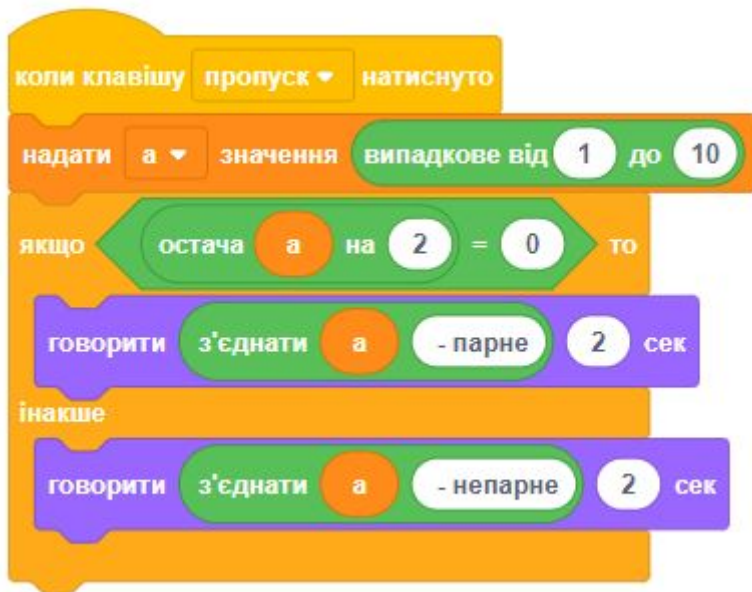 коли клавішу пропуск натиснуто
надати а значення випадкове від 1 до 10
якщо остача а на 2 = 0 то
говорити з'єднати а - парне 2 сек
інакше
говорити з'єднати а - непарне 2 сек